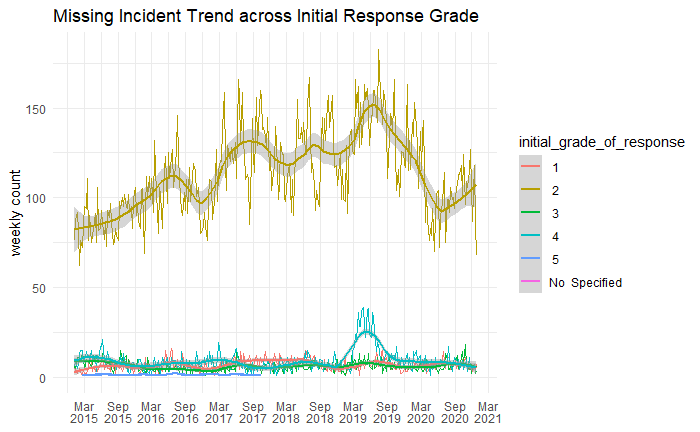 Missing Incident Trend across Initial Response Grade
weekly count
150
100
50
0
Mar Sep Mar Sep Mar Sep Mar Sep Mar Sep Mar Sep Mar
2015 2015 2016 2016 2017 2017 2018 2018 2019 2019 2020 2020 2021
initial_grade_of_response
1
2
3
4
5
No Specified